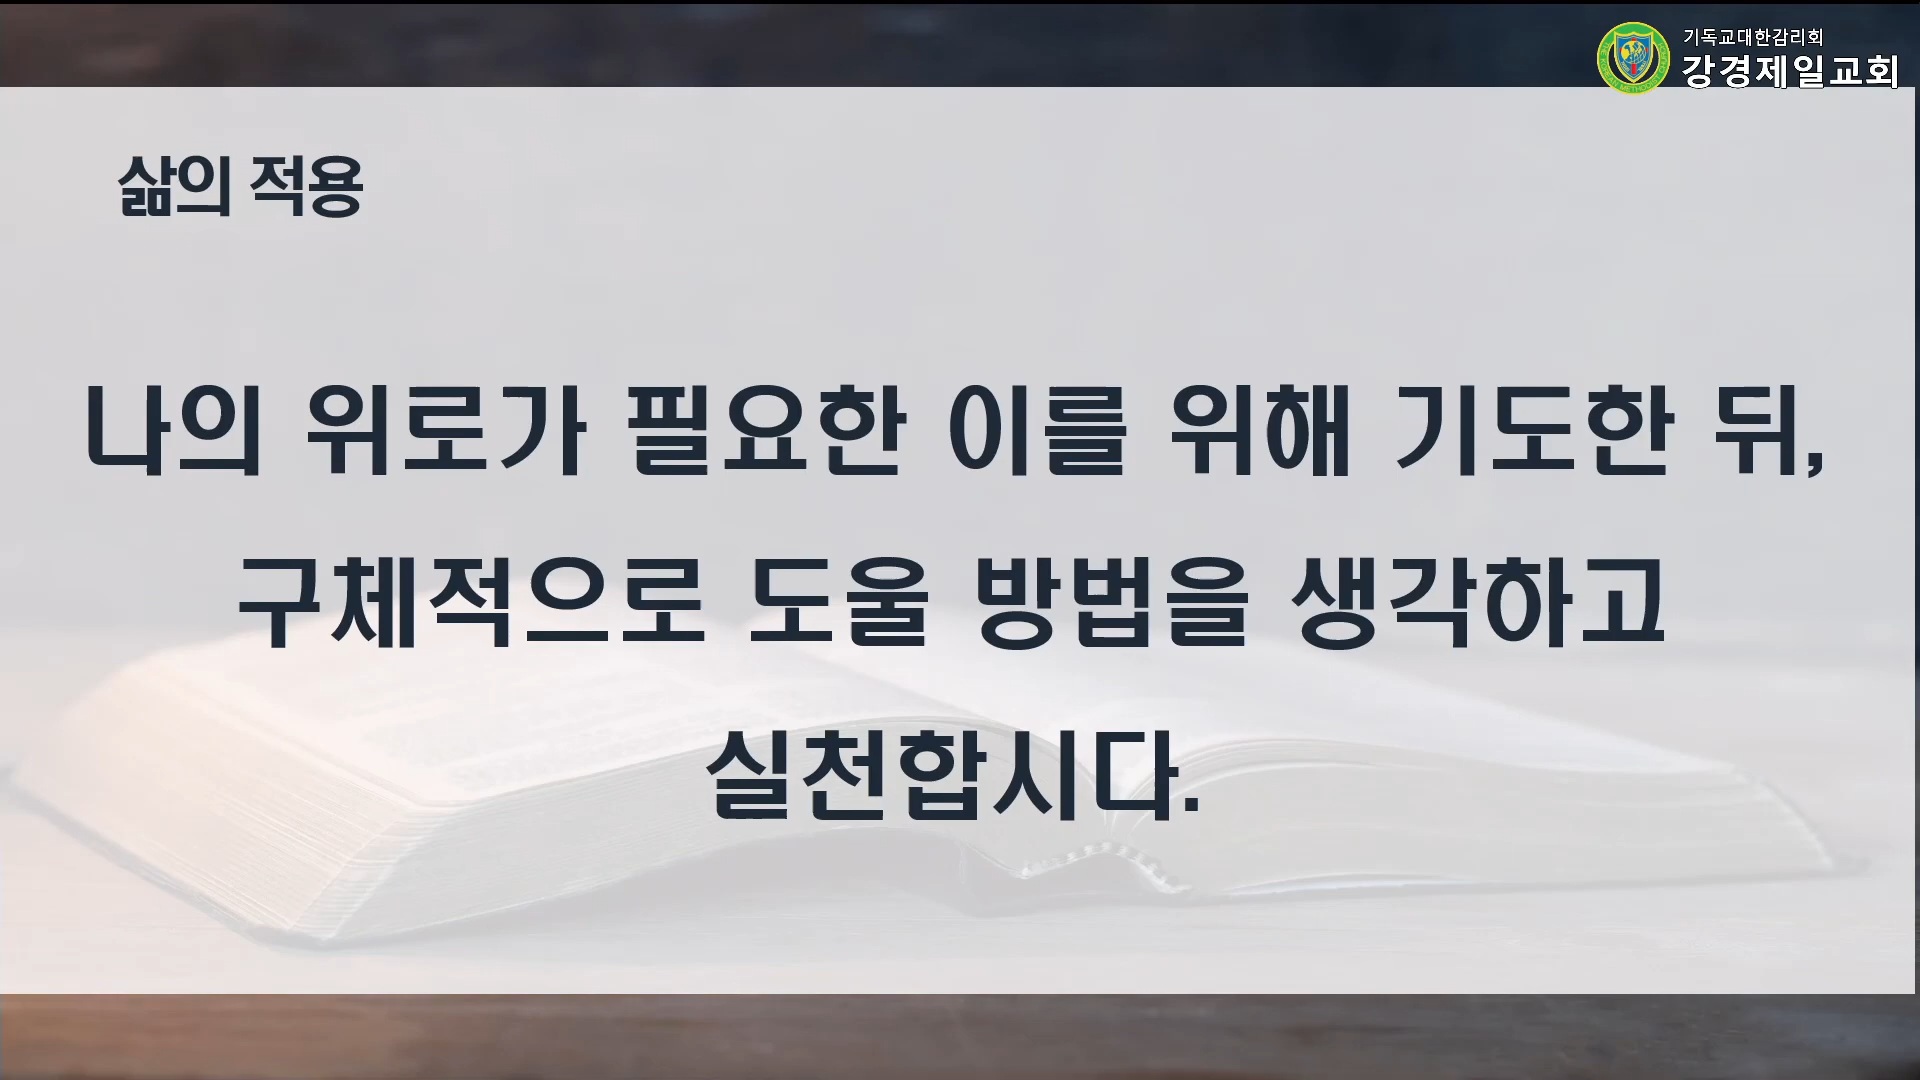 기독교대한감리회
강경제일교회
삶의 적용
나의 위로가 필요한 이를 위해 기도한 뒤,
구체적으로 도울 방법을 생각하고
실천합시다.